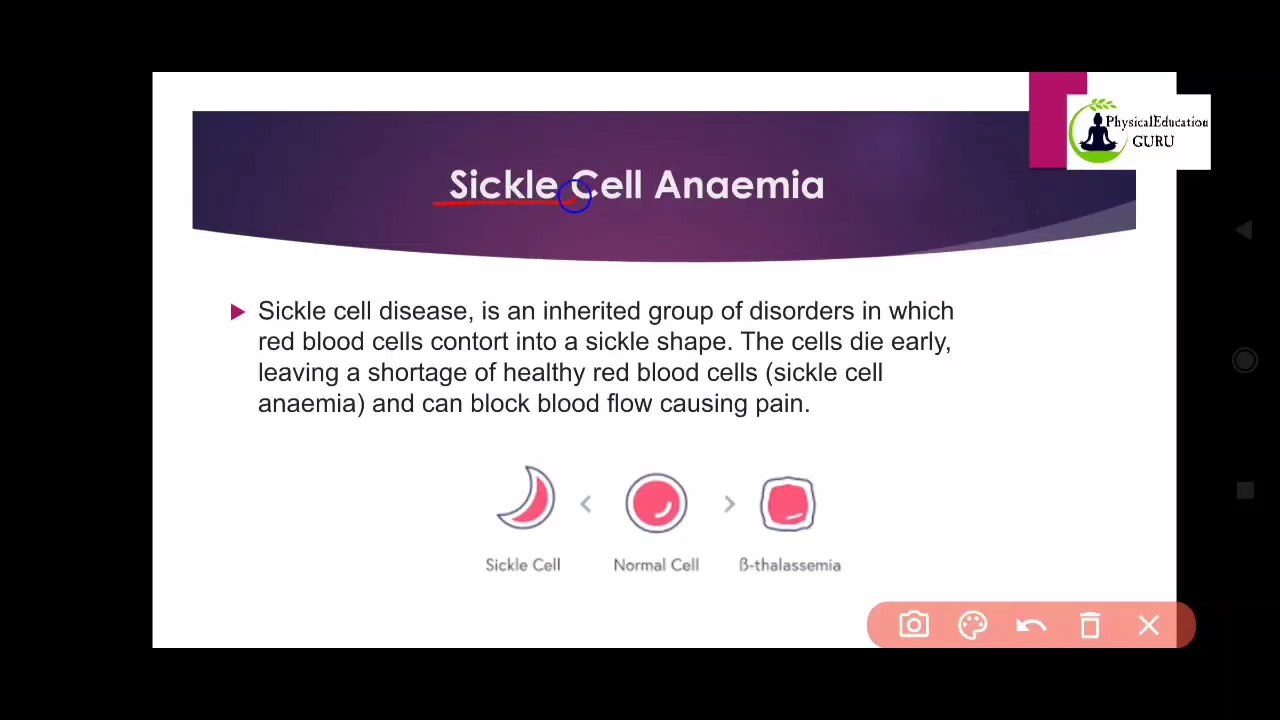 PhysicalEducation
GURU
Sickle Cell Anaemia
Sickle cell disease, is an inherited group of disorders in which
red blood cells contort into a sickle shape. The cells die early,
leaving a shortage of healthy red blood cells (sickle cell
anaemia) and can block blood flow causing pain.
Sickle Cell < Normal Cell > ß-thalassemia